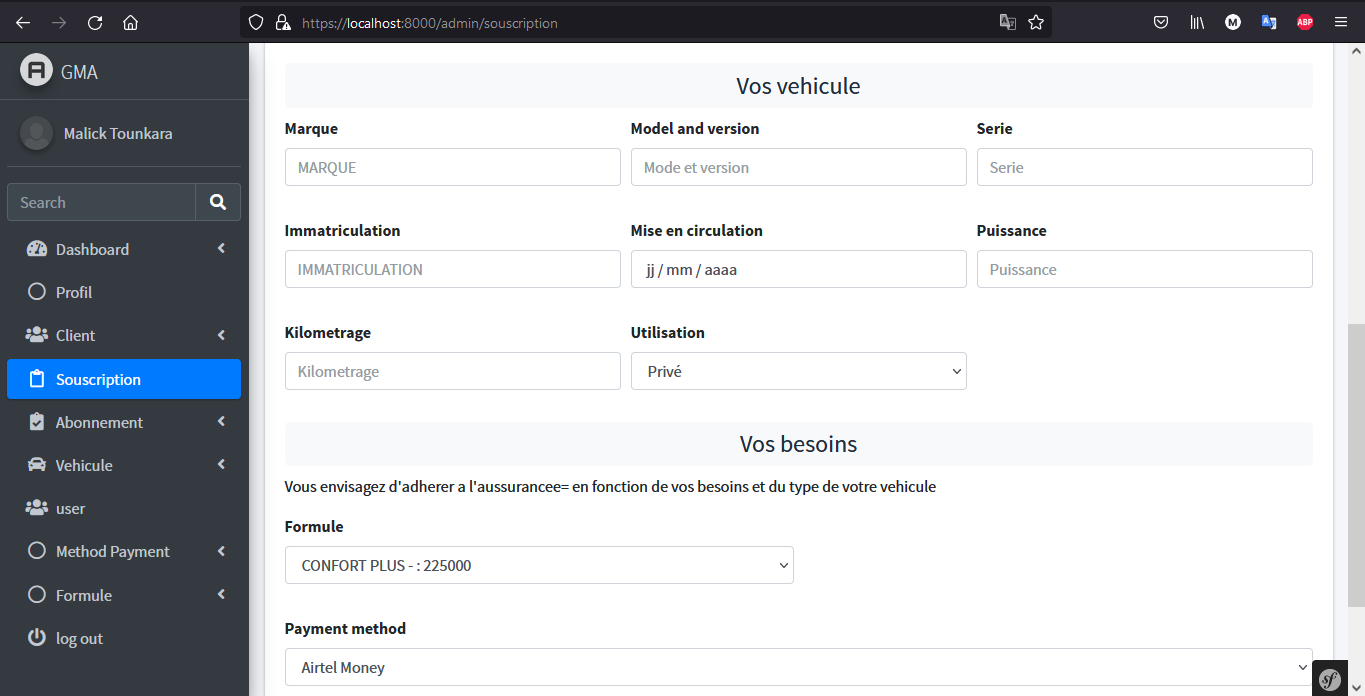 https://localhost:8000/admin/souscription
M
ABP
GMA
Malick Tounkara
Search
Dashboard
Profil
Client
Souscription
Abonnement
Vehicule
user
Method Payment
Formule
log out
Vos vehicule
Marque Model and version Serie
MARQUE Mode et version Serie
Immatriculation Mise en circulation Puissance
IMMATRICULATION jj / mm / aaaa Puissance
Kilometrage Utilisation
Kilometrage Privé
Vos besoins
Vous envisagez d'adherer a l'aussurancee= en fonction de vos besoins et du type de votre vehicule
Formule
CONFORT PLUS - : 225000
Payment method
Airtel Money
sf